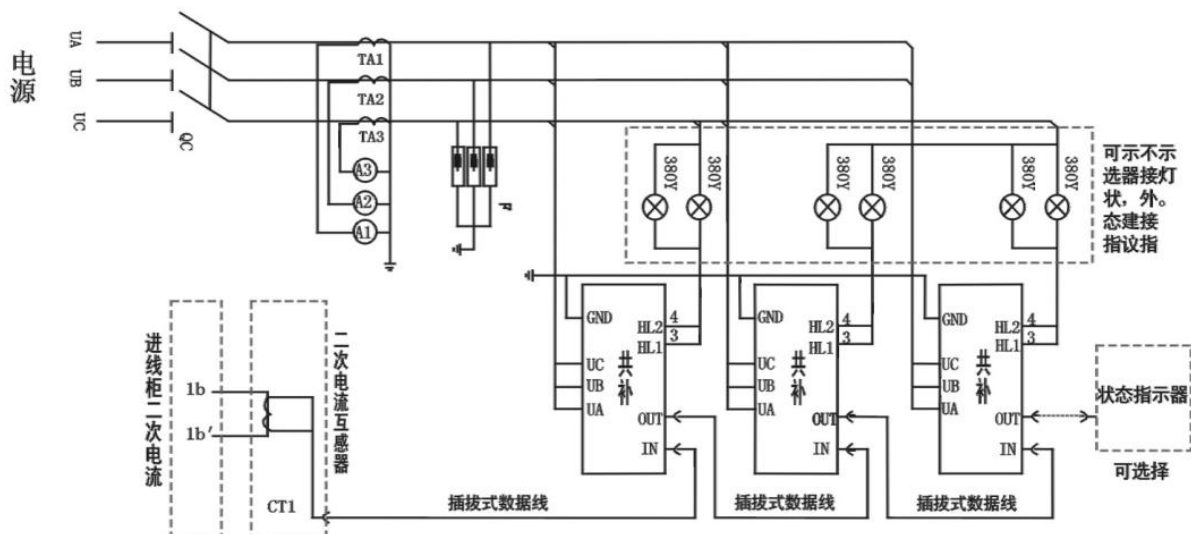 电源
UA
UB
UC
QC
TA1
TA2
TA3
A3
A2
A1
F
380Y
380Y
380Y
380Y
380Y
380Y
可示不示
选器接灯
状，外。
态建接
指议指
GND
HL2
4
HL1
3
UC
UB
UA
共补
OUT
IN
GND
HL2
4
HL1
3
UC
UB
UA
共补
OUT
IN
GND
HL2
4
HL1
3
UC
UB
UA
共补
OUT
IN
状态指示器
可选择
进线柜二次电流
1b
1b'
二次电流互感器
CT1
插拔式数据线
插拔式数据线
插拔式数据线